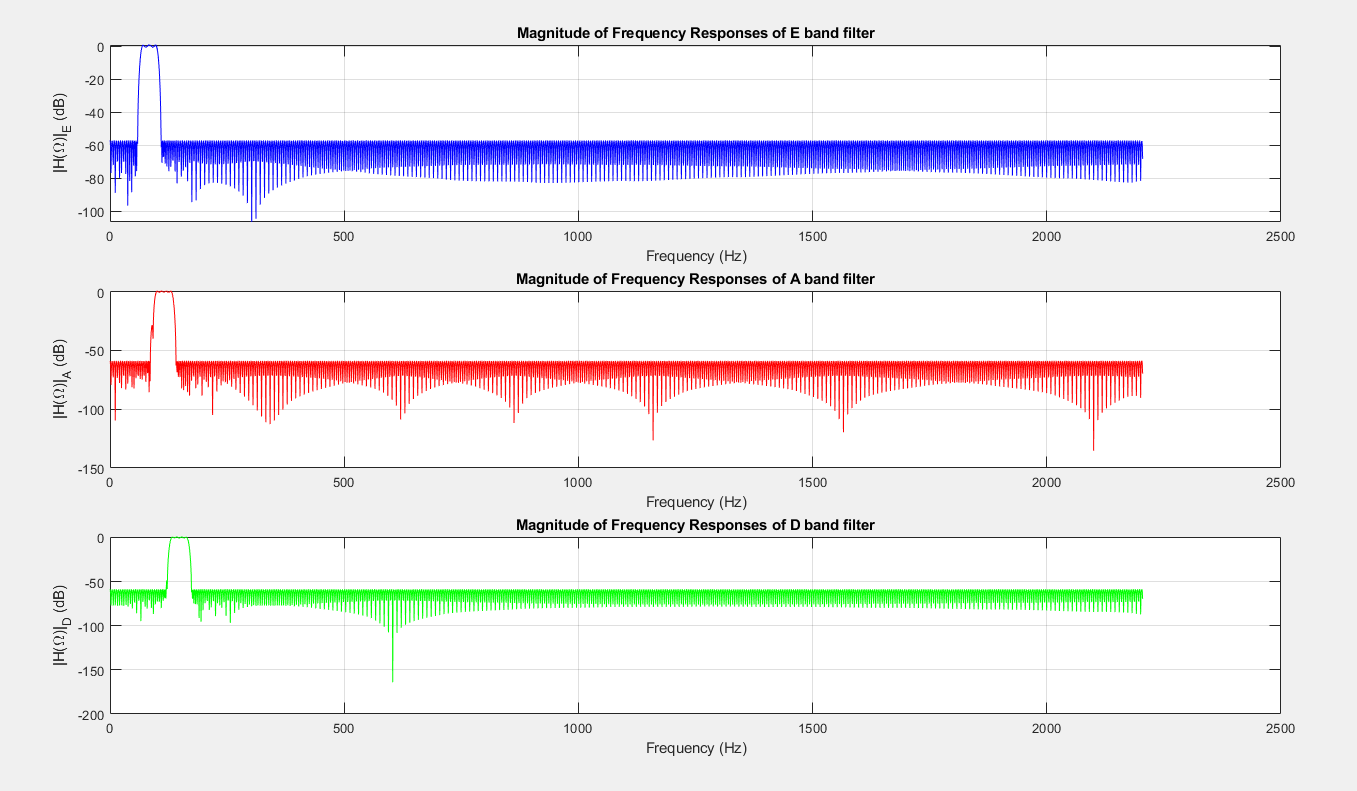 Magnitude of Frequency Responses of E band filter
0
-20
-40
-60
-80
-100
|H(Ω)|E (dB)
0 500 1000 1500 2000 2500
Frequency (Hz)
Magnitude of Frequency Responses of A band filter
0
-50
-100
-150
|H(Ω)|A (dB)
0 500 1000 1500 2000 2500
Frequency (Hz)
Magnitude of Frequency Responses of D band filter
0
-50
-100
-150
-200
|H(Ω)|D (dB)
0 500 1000 1500 2000 2500
Frequency (Hz)